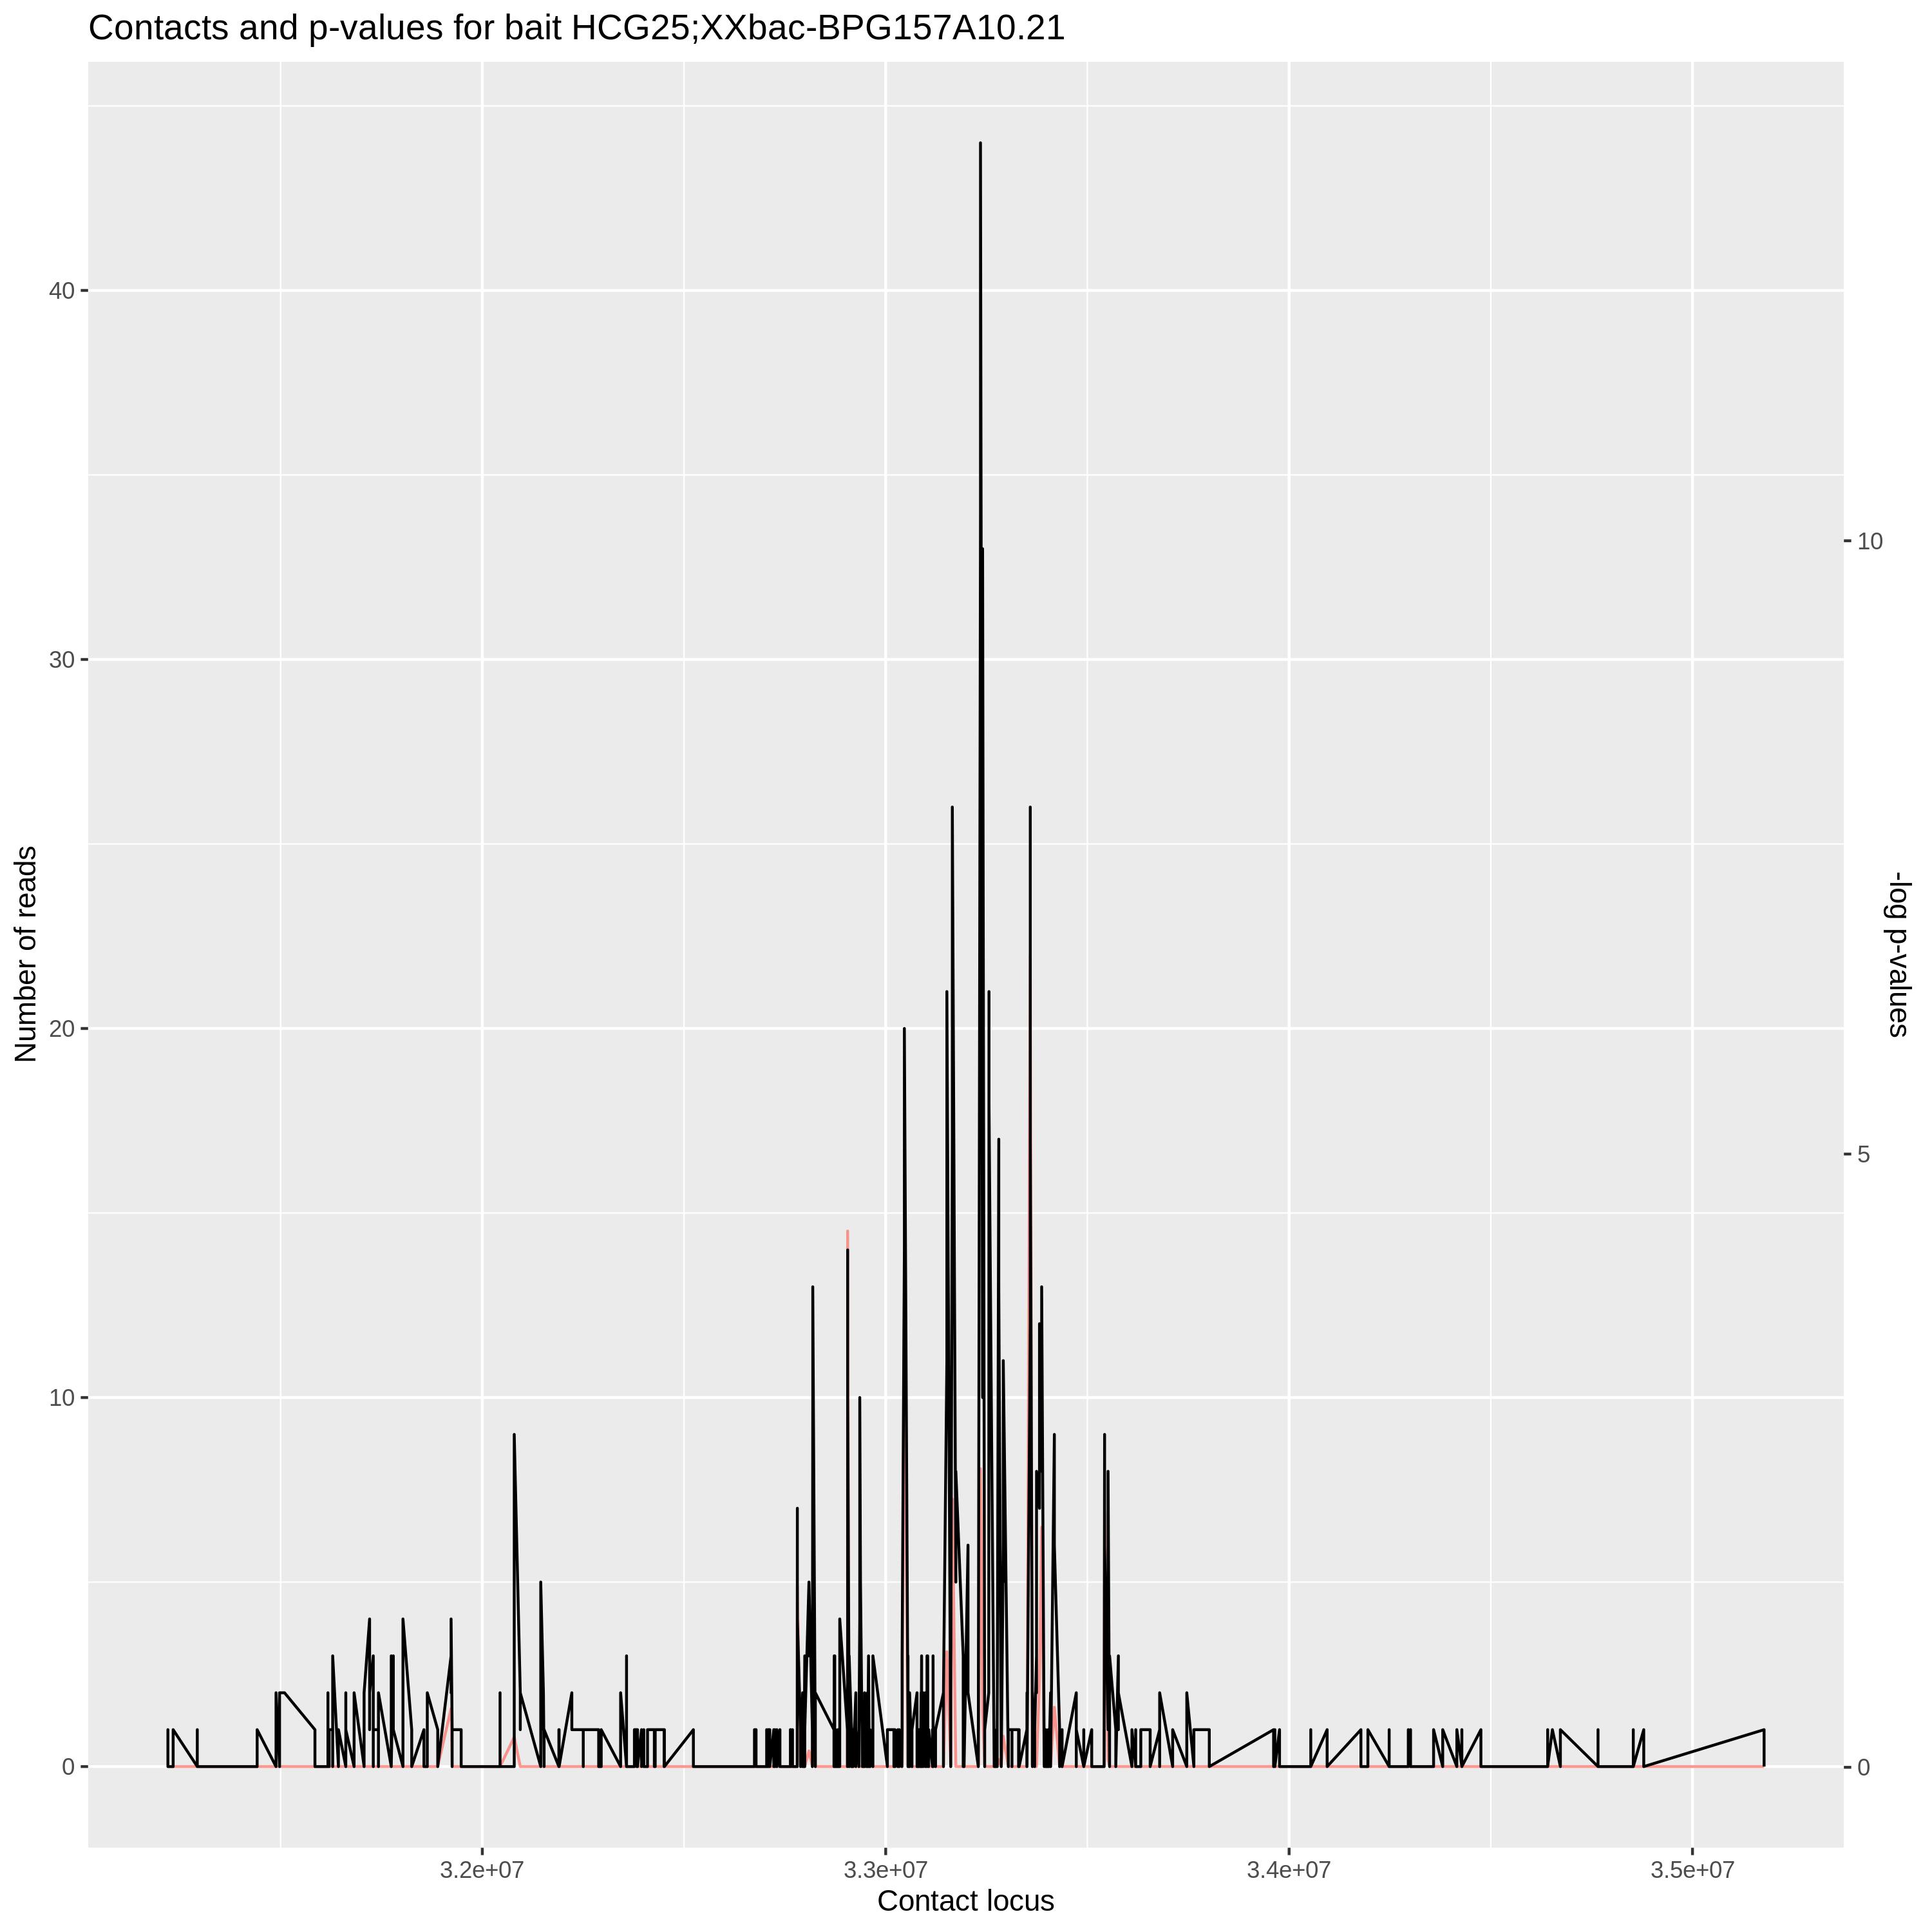 Contacts and p-values for bait HCG25;XXbac-BPG157A10.21
Number of reads
40
30
20
10
0
10
5
0
-log p-values
3.2e+07
3.3e+07
3.4e+07
3.5e+07
Contact locus